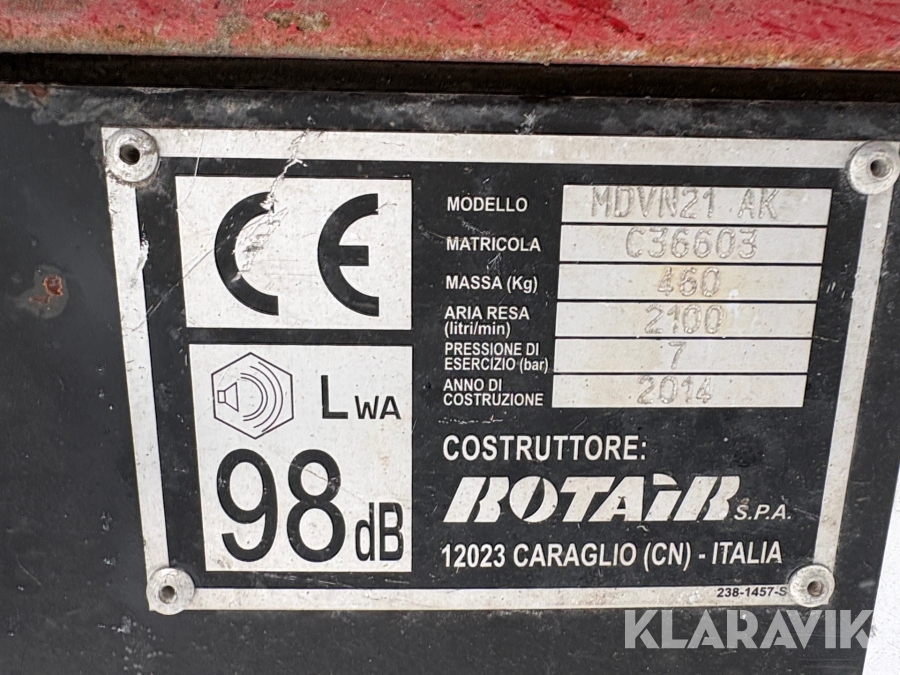 CE
LWA
98 dB
MODELLO MDVN21 AK
MATRICOLA C36603
MASSA (Kg) 460
ARIA RESA
(litri/min) 2100
PRESSIONE DI
ESERCIZIO (bar) 7
ANNO DI
COSTRUZIONE 2014
COSTRUTTORE:
ROTAIR S.P.A.
12023 CARAGLIO (CN) - ITALIA
238-1457-S
KLARAVIK